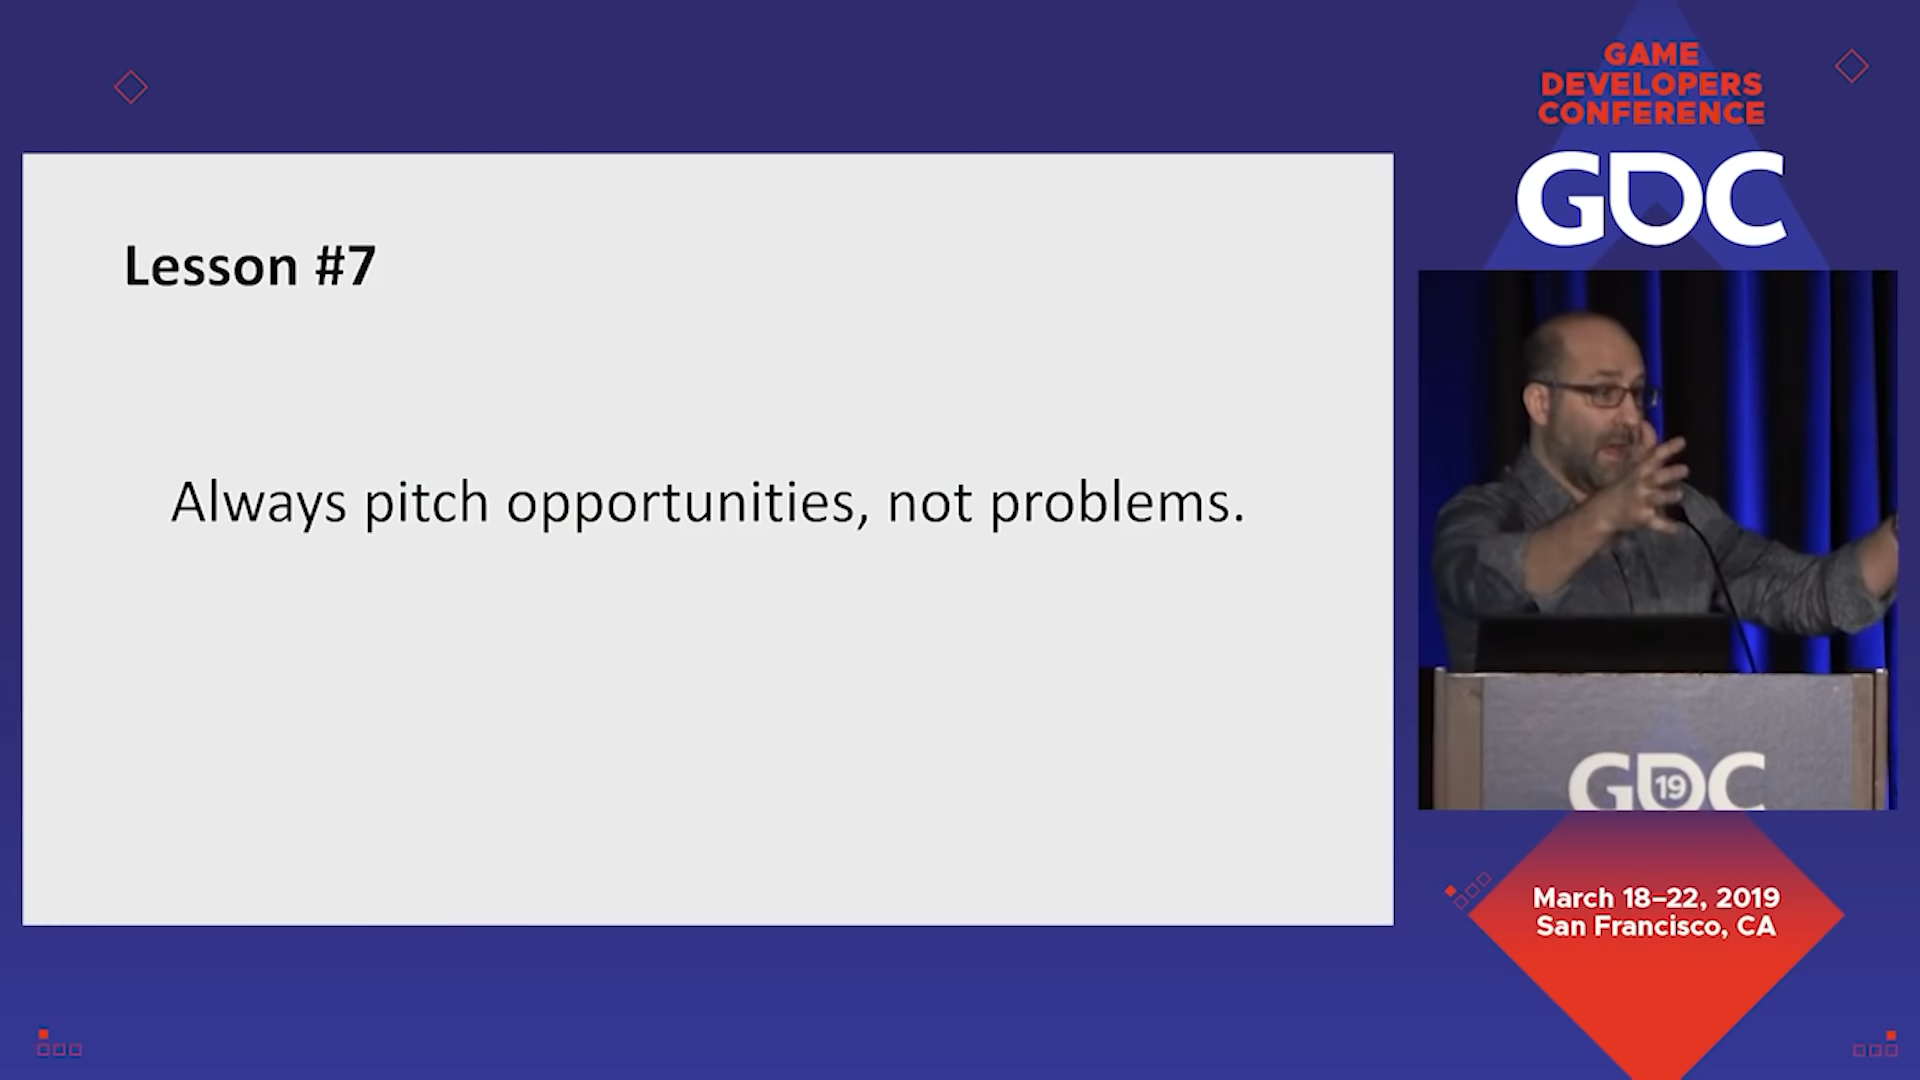 GAME
DEVELOPERS
CONFERENCE
GDC
Lesson #7
Always pitch opportunities, not problems.
GDC
19
March 18–22, 2019
San Francisco, CA